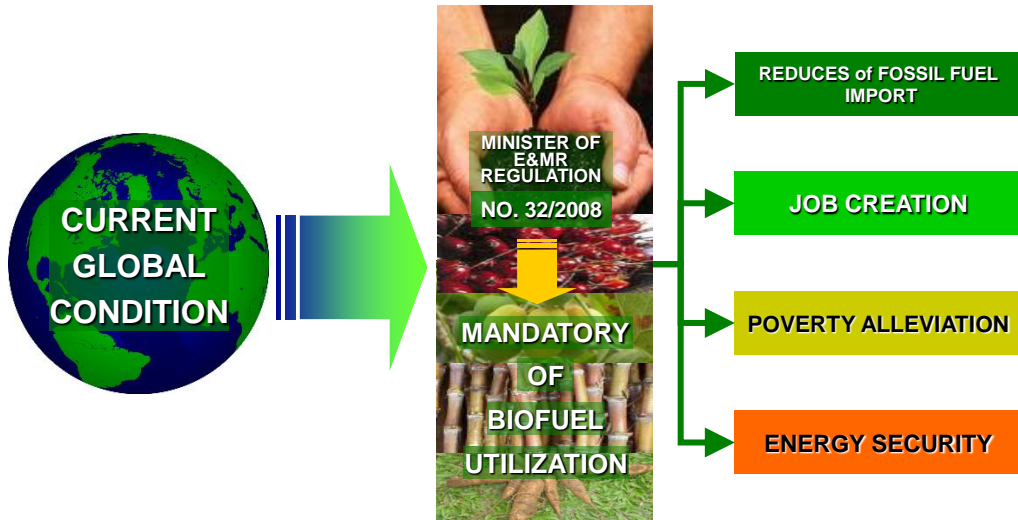 CURRENT
GLOBAL
CONDITION
MINISTER OF
E&MR
REGULATION
NO. 32/2008
MANDATORY
OF
BIOFUEL
UTILIZATION
REDUCES of FOSSIL FUEL
IMPORT
JOB CREATION
POVERTY ALLEVIATION
ENERGY SECURITY